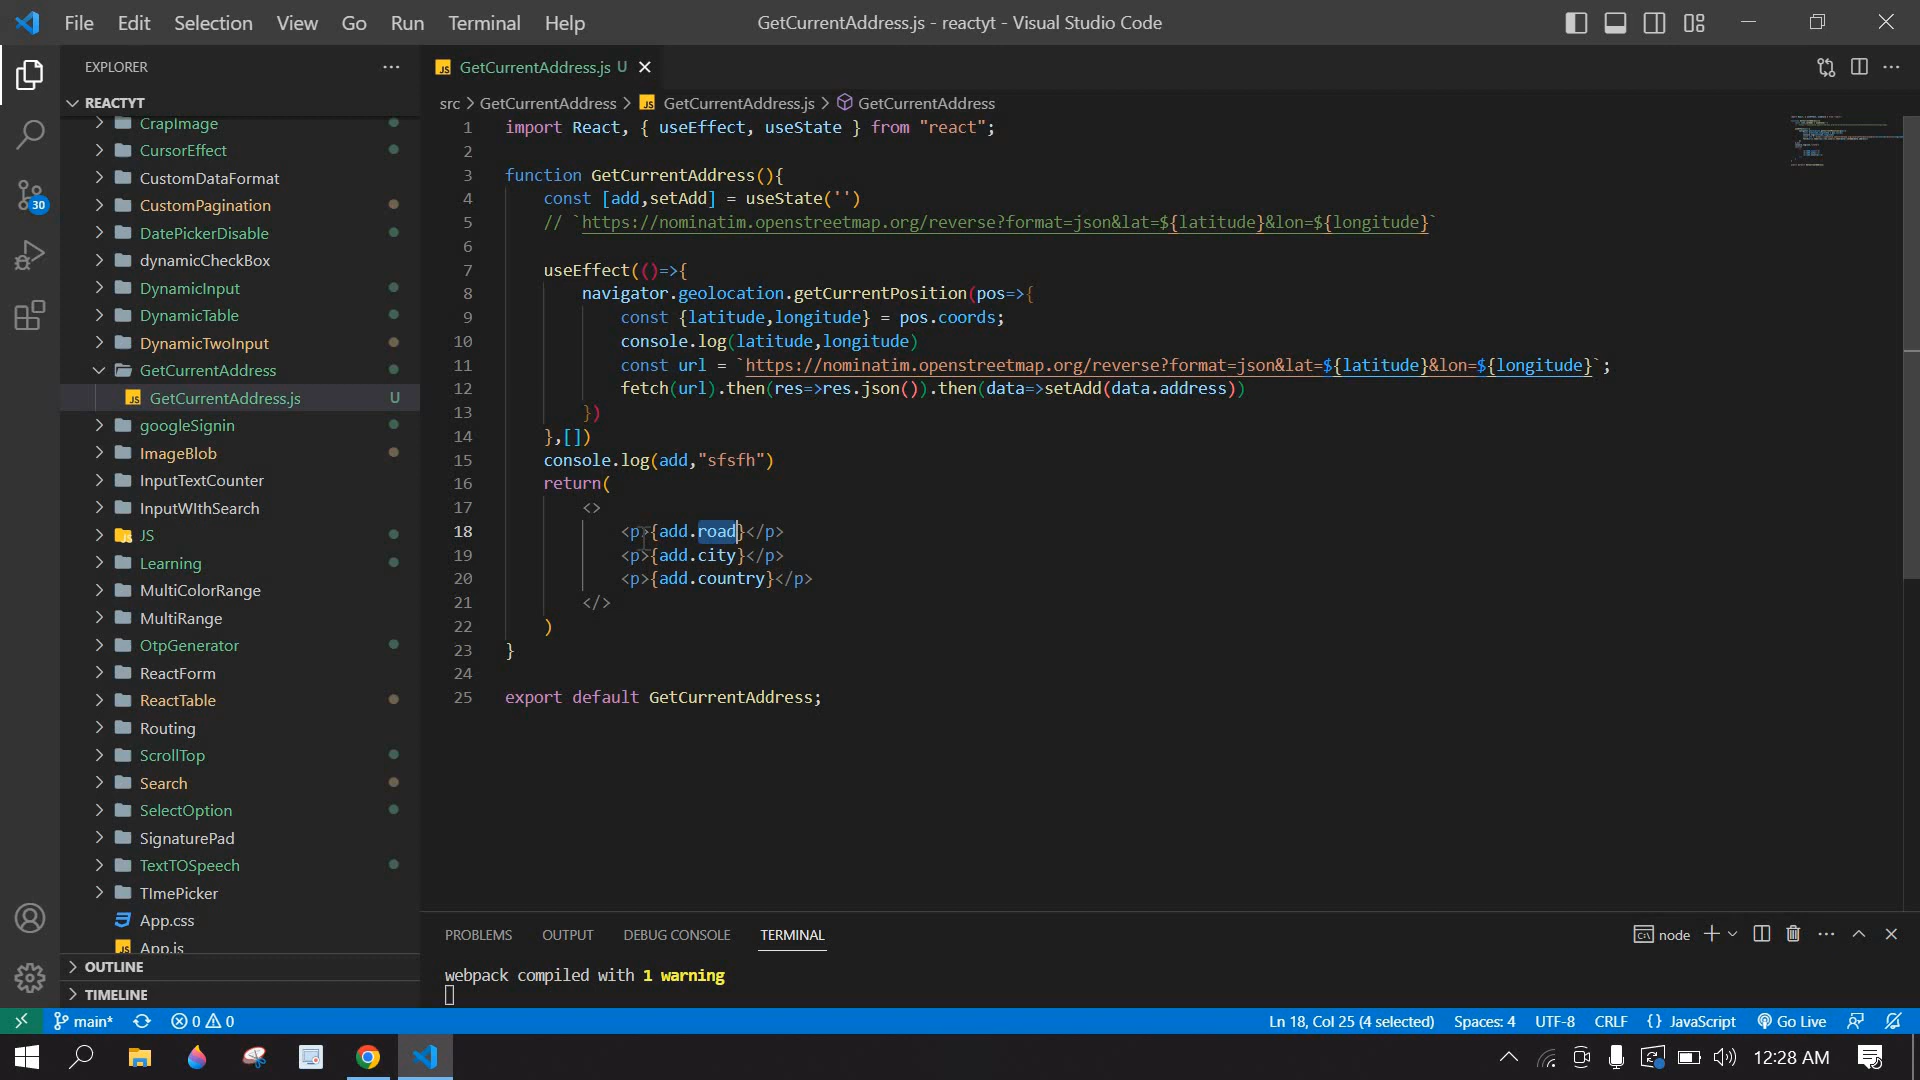 File Edit Selection View Go Run Terminal Help
GetCurrentAddress.js - reactyt - Visual Studio Code
EXPLORER
REACTYT
CrapImage
CursorEffect
CustomDataFormat
CustomPagination
DatePickerDisable
dynamicCheckBox
DynamicInput
DynamicTable
DynamicTwoInput
GetCurrentAddress
GetCurrentAddress.js U
googleSignin
ImageBlob
InputTextCounter
InputWIthSearch
JS
Learning
MultiColorRange
MultiRange
OtpGenerator
ReactForm
ReactTable
Routing
ScrollTop
Search
SelectOption
SignaturePad
TextTOSpeech
TImePicker
App.css
App.js
OUTLINE
TIMELINE
30
GetCurrentAddress.js U
src > GetCurrentAddress > JS GetCurrentAddress.js > GetCurrentAddress
1 import React, { useEffect, useState } from "react";
2
3 function GetCurrentAddress(){
4 const [add,setAdd] = useState('')
5 // `https://nominatim.openstreetmap.org/reverse?format=json&lat=${latitude}&lon=${longitude}`
6
7 useEffect(()=>{
8 navigator.geolocation.getCurrentPosition(pos=>{
9 const {latitude,longitude} = pos.coords;
10 console.log(latitude,longitude)
11 const url = `https://nominatim.openstreetmap.org/reverse?format=json&lat=${latitude}&lon=${longitude}`;
12 fetch(url).then(res=>res.json()).then(data=>setAdd(data.address))
13 })
14 },[])
15 console.log(add,"sfsfh")
16 return(
17 <>
18 <p>{add.road}</p>
19 <p>{add.city}</p>
20 <p>{add.country}</p>
21 </>
22 )
23 }
24
25 export default GetCurrentAddress;
PROBLEMS OUTPUT DEBUG CONSOLE TERMINAL
node
webpack compiled with 1 warning
main* 0 0
Ln 18, Col 25 (4 selected) Spaces: 4 UTF-8 CRLF {} JavaScript Go Live
12:28 AM